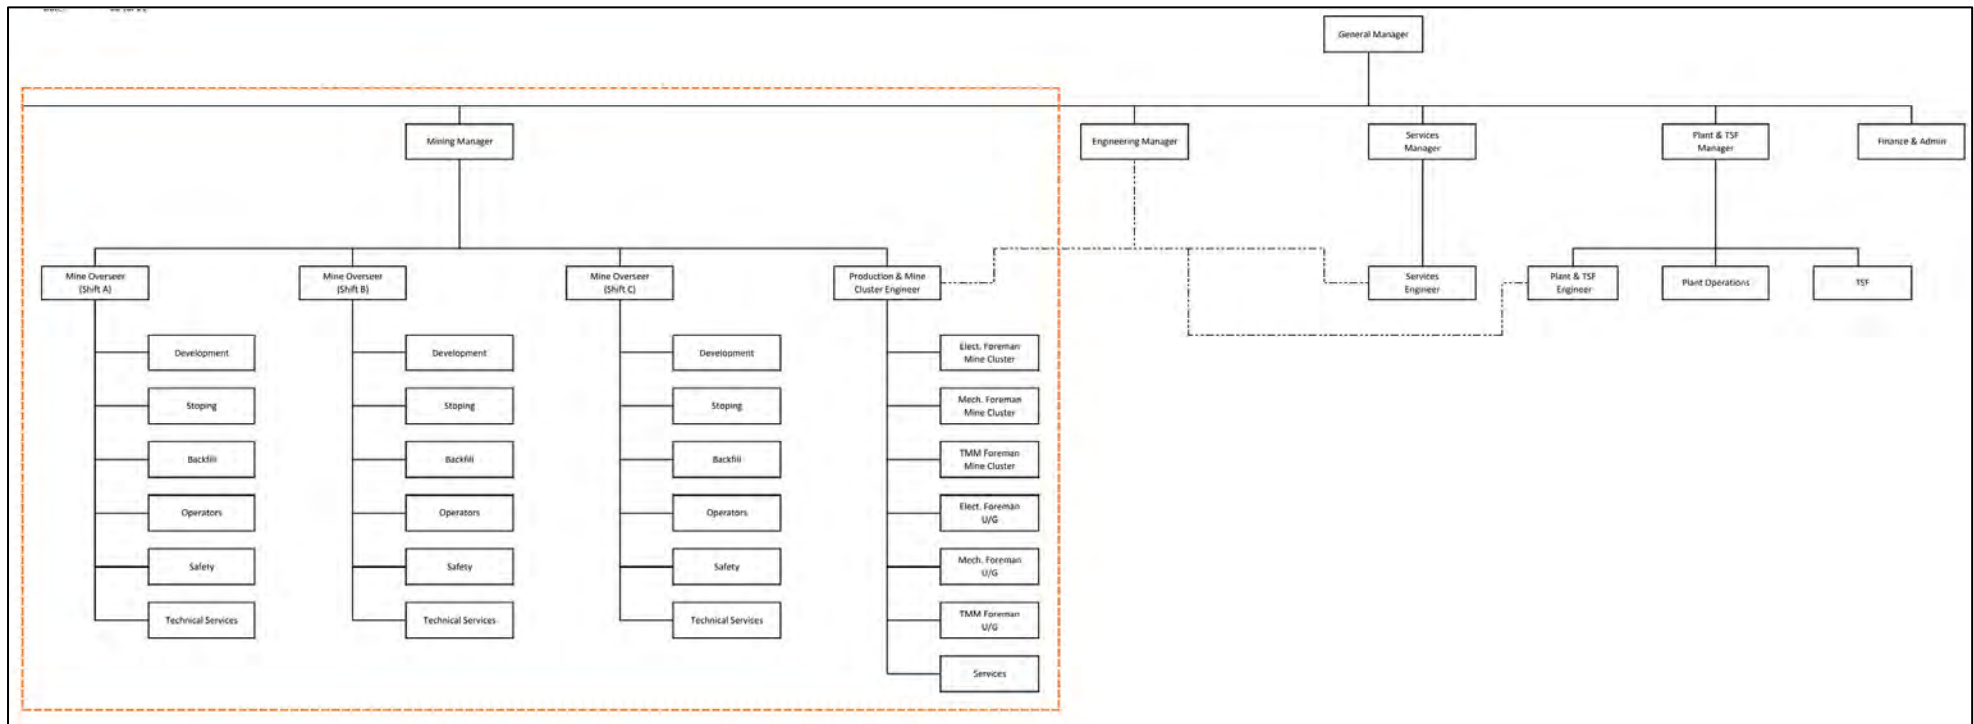 General Manager
Mining Manager
Engineering Manager
Services
Manager
Plant & TSF
Manager
Finance & Admin
Mine Overseer
(Shift A)
Mine Overseer
(Shift B)
Mine Overseer
(Shift C)
Production & Mine
Cluster Engineer
Services
Engineer
Plant & TSF
Engineer
Plant Operations
TSF
Development
Stoping
Backfill
Operators
Safety
Technical Services
Development
Stoping
Backfill
Operators
Safety
Technical Services
Development
Stoping
Backfill
Operators
Safety
Technical Services
Elect. Foreman
Mine Cluster
Mech. Foreman
Mine Cluster
TMM Foreman
Mine Cluster
Elect. Foreman
U/G
Mech. Foreman
U/G
TMM Foreman
U/G
Services